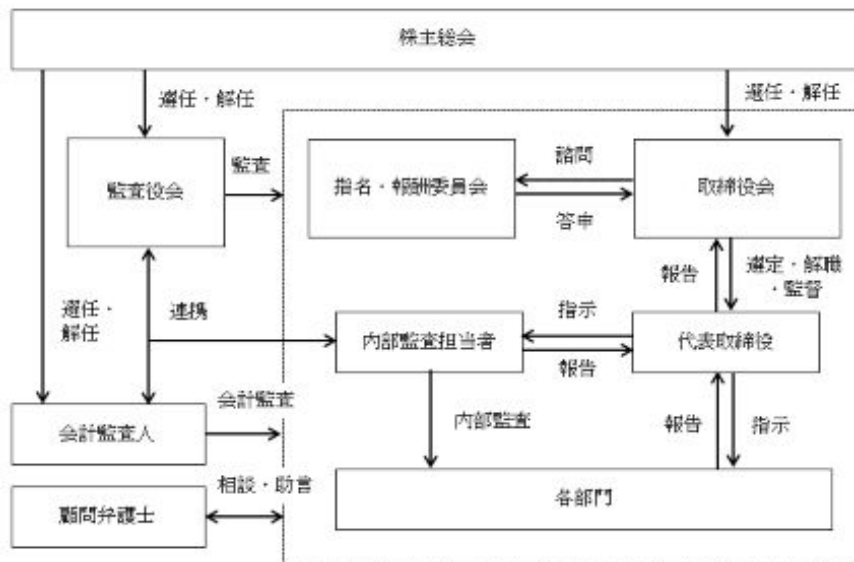 株主総会
選任・解任
選任・解任
監査役会
監査
指名・報酬委員会
諮問
答申
取締役会
報告
選定・解職
・監督
選任・
解任
連携
内部監査担当者
指示
報告
代表取締役
会計監査人
会計監査
内部監査
報告
指示
顧問弁護士
相談・助言
各部門